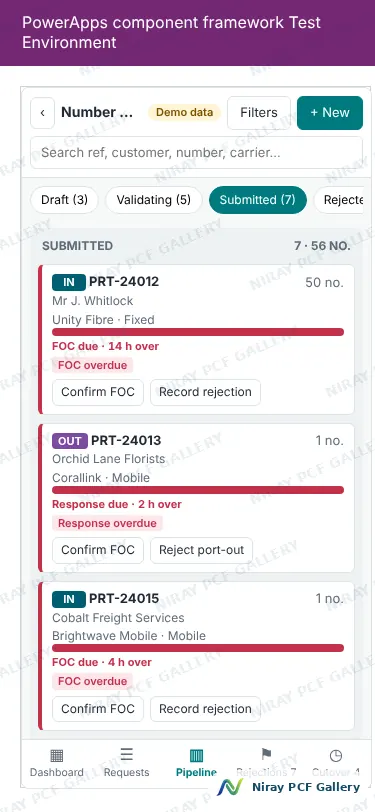 PowerApps component framework Test
Environment
‹ Number ... Demo data Filters + New
Search ref, customer, number, carrier...
Draft (3) Validating (5) Submitted (7) Rejecte
SUBMITTED 7 · 56 NO.
IN PRT-24012 50 no.
Mr J. Whitlock
Unity Fibre · Fixed
FOC due · 14 h over
FOC overdue
Confirm FOC Record rejection
OUT PRT-24013 1 no.
Orchid Lane Florists
Corallink · Mobile
Response due · 2 h over
Response overdue
Confirm FOC Reject port-out
IN PRT-24015 1 no.
Cobalt Freight Services
Brightwave Mobile · Mobile
FOC due · 4 h over
FOC overdue
Confirm FOC Record rejection
Dashboard Requests Pipeline Rejections 7 Cutover 4
Niray PCF Gallery
NIRAY PCF GALLERY